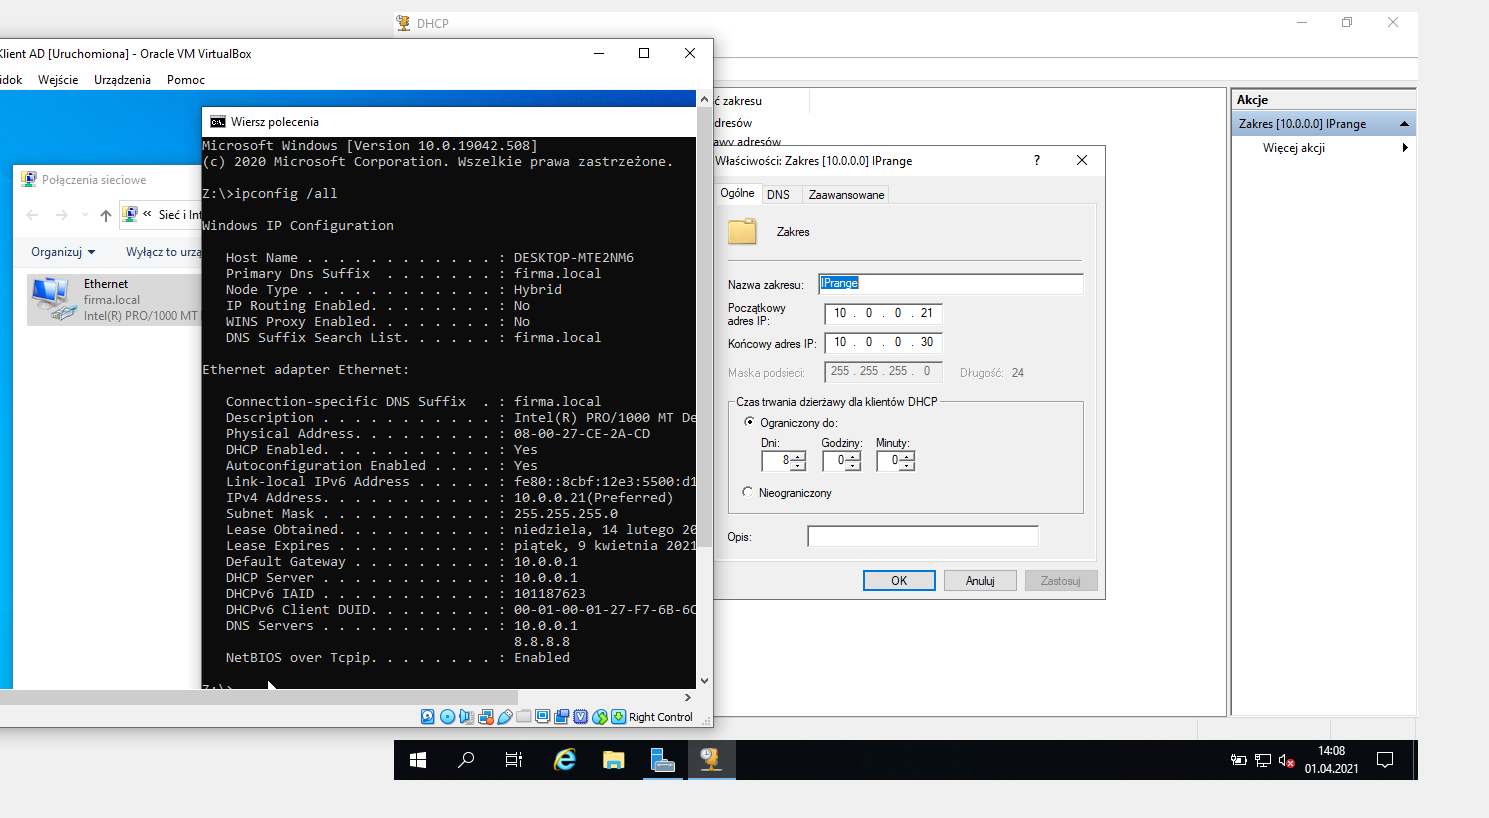 DHCP
Klient AD [Uruchomiona] - Oracle VM VirtualBox
idok Wejście Urządzenia Pomoc
Wiersz polecenia
Microsoft Windows [Version 10.0.19042.508]
(c) 2020 Microsoft Corporation. Wszelkie prawa zastrzeżone.
Z:\>ipconfig /all
Windows IP Configuration
Host Name . . . . . . . . . . . . : DESKTOP-MTE2NM6
Primary Dns Suffix . . . . . . . : firma.local
Node Type . . . . . . . . . . . . : Hybrid
IP Routing Enabled. . . . . . . . : No
WINS Proxy Enabled. . . . . . . . : No
DNS Suffix Search List. . . . . . : firma.local
Ethernet adapter Ethernet:
Connection-specific DNS Suffix . : firma.local
Description . . . . . . . . . . . : Intel(R) PRO/1000 MT De
Physical Address. . . . . . . . . : 08-00-27-CE-2A-CD
DHCP Enabled. . . . . . . . . . . : Yes
Autoconfiguration Enabled . . . . : Yes
Link-local IPv6 Address . . . . . : fe80::8cbf:12e3:5500:d1
IPv4 Address. . . . . . . . . . . : 10.0.0.21(Preferred)
Subnet Mask . . . . . . . . . . . : 255.255.255.0
Lease Obtained. . . . . . . . . . : niedziela, 14 lutego 20
Lease Expires . . . . . . . . . . : piątek, 9 kwietnia 2021
Default Gateway . . . . . . . . . : 10.0.0.1
DHCP Server . . . . . . . . . . . : 10.0.0.1
DHCPv6 IAID . . . . . . . . . . . : 101187623
DHCPv6 Client DUID. . . . . . . . : 00-01-00-01-27-F7-6B-6C
DNS Servers . . . . . . . . . . . : 10.0.0.1
8.8.8.8
NetBIOS over Tcpip. . . . . . . . : Enabled
Z:\>
Połączenia sieciowe
« Sieć i Int
Organizuj Wyłącz to urzą
Ethernet
firma.local
Intel(R) PRO/1000 MT
Right Control
ć zakresu
dresów
awy adresów
Właściwości: Zakres [10.0.0.0] IPrange
? 
Ogólne DNS Zaawansowane
Zakres
Nazwa zakresu: IPrange
Początkowy
adres IP: 10 . 0 . 0 . 21
Końcowy adres IP: 10 . 0 . 0 . 30
Maska podsieci: 255 . 255 . 255 . 0 Długość: 24
Czas trwania dzierżawy dla klientów DHCP
Ograniczony do:
Dni: Godziny: Minuty:
8 0 0
Nieograniczony
Opis:
OK Anuluj Zastosuj
Akcje
Zakres [10.0.0.0] IPrange
Więcej akcji
14:08
01.04.2021